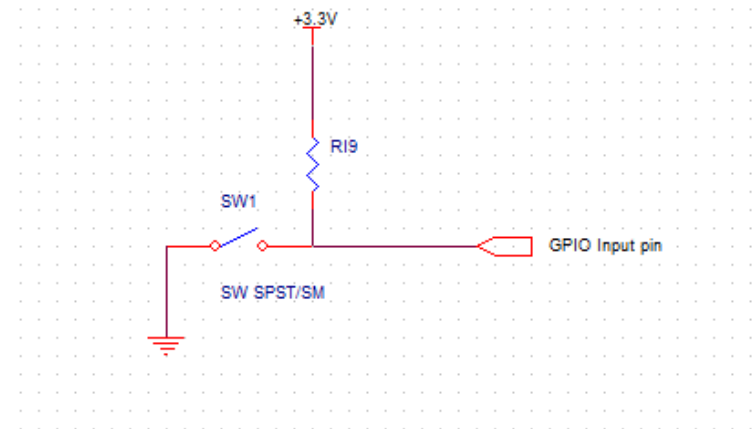 +3.3V
RI9
SW1
GPIO Input pin
SW SPST/SM